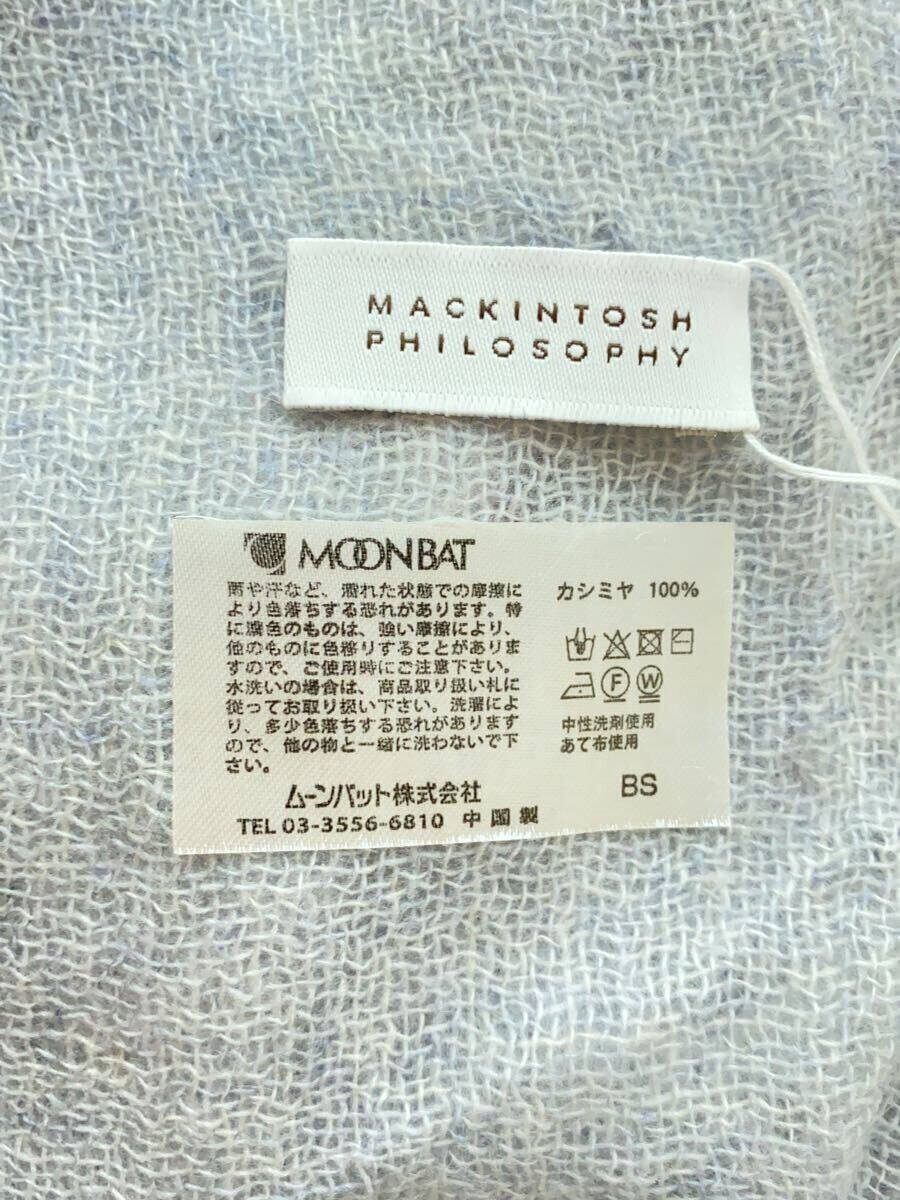 MACKINTOSH
PHILOSOPHY
MOONBAT
雨や汗など、濡れた状態での摩擦に
より色落ちする恐れがあります。特
に濃色のものは、強い摩擦により、
他のものに色移りすることがありま
すので、ご使用時にご注意下さい。
水洗いの場合は、商品取り扱い札に
従ってお取り扱い下さい。洗濯によ
り、多少色落ちする恐れがあります
ので、他の物と一緒に洗わないで下
さい。
ムーンバット株式会社
TEL 03-3556-6810 中国製
カシミヤ 100%
F W
中性洗剤使用
あて布使用
BS